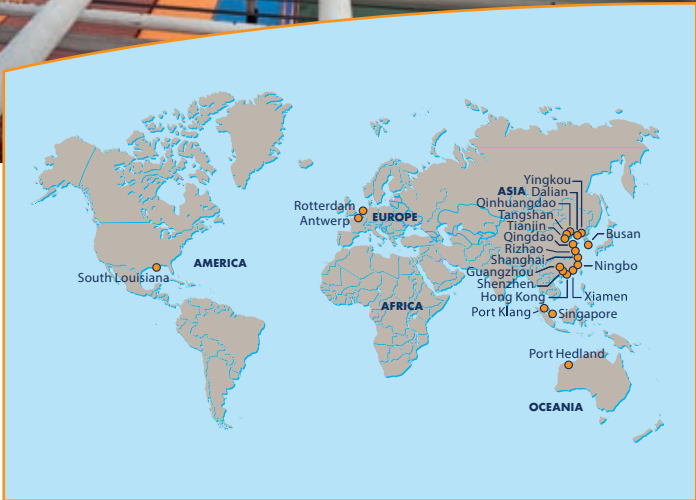 Yingkou
ASIA Dalian
Qinhuangdao
Tangshan
Tianjin
Qingdao
Rizhao
Shanghai
Guangzhou
Shenzhen
Hong Kong
Port Klang
Busan
Ningbo
Xiamen
Singapore
Rotterdam
Antwerp
EUROPE
AMERICA
South Louisiana
AFRICA
Port Hedland
OCEANIA